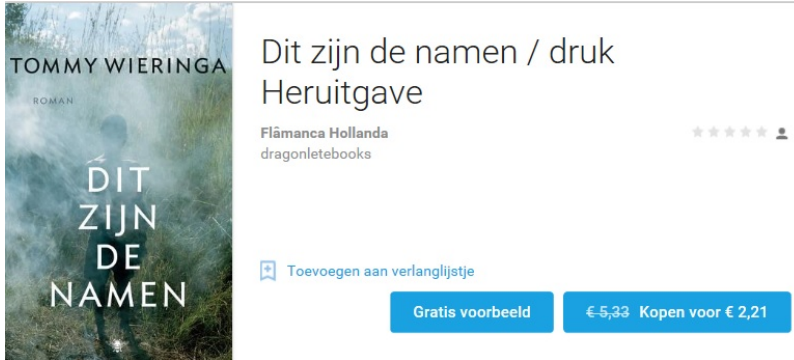 TOMMY WIERINGA
ROMAN
DIT
ZIJN
DE
NAMEN
Dit zijn de namen / druk
Heruitgave
Flâmanca Hollanda
dragonletebooks
Toevoegen aan verlanglijstje
Gratis voorbeeld
€ 5,33 Kopen voor € 2,21